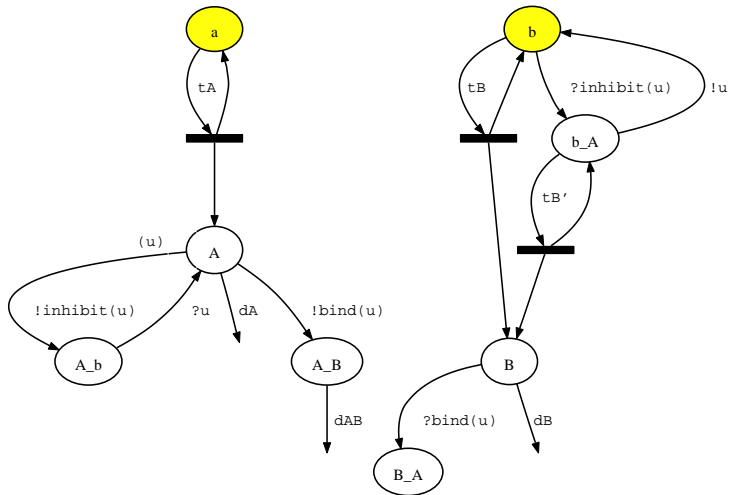 a
b
tA
tB
?inhibit(u)
!u
b_A
tB’
(u)
A
!inhibit(u)
?u
dA
!bind(u)
A_b
A_B
B
dAB
?bind(u)
dB
B_A